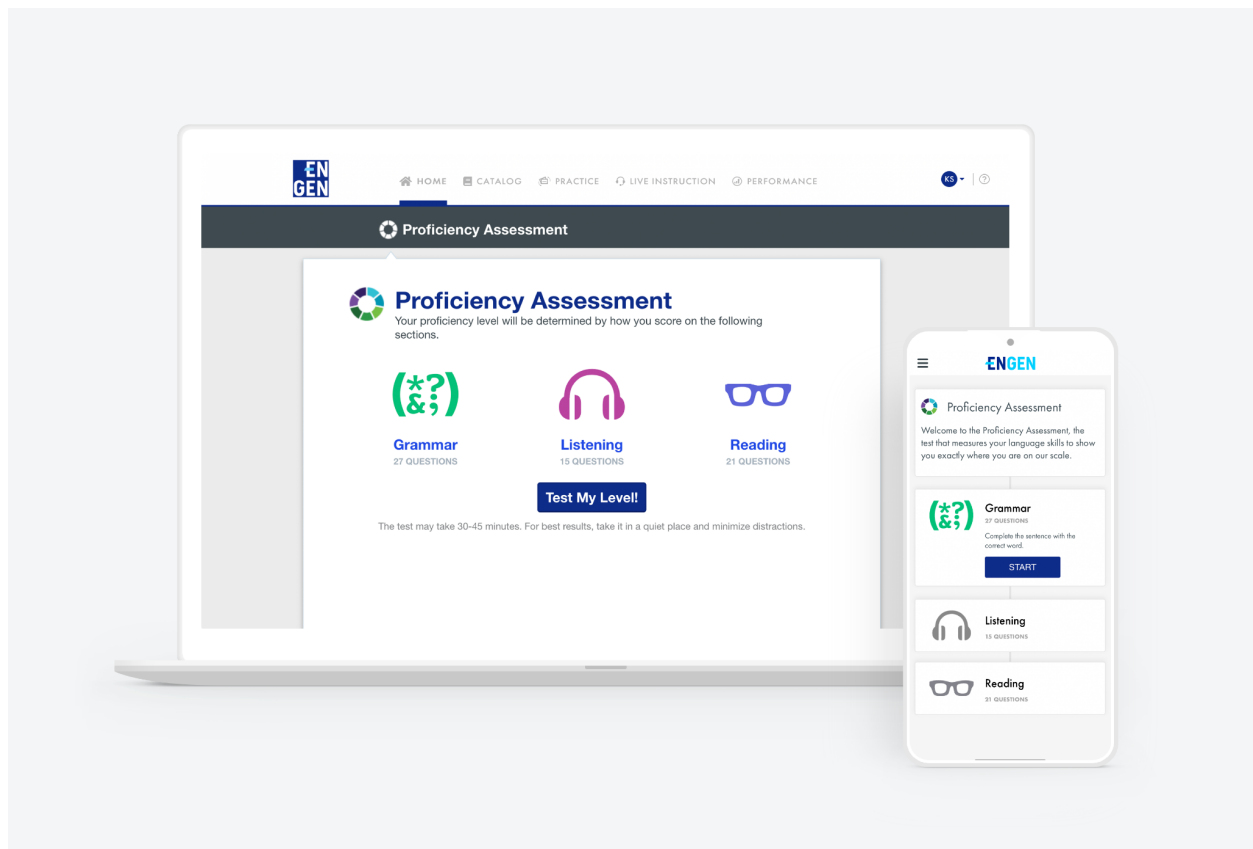 EN
GEN
HOME CATALOG PRACTICE LIVE INSTRUCTION PERFORMANCE
KS
?
Proficiency Assessment
Proficiency Assessment
Your proficiency level will be determined by how you score on the following
sections.
(*?
&;)
Grammar
27 QUESTIONS
Listening
15 QUESTIONS
Reading
21 QUESTIONS
Test My Level!
The test may take 30-45 minutes. For best results, take it in a quiet place and minimize distractions.
ENGEN
Proficiency Assessment
Welcome to the Proficiency Assessment, the
test that measures your language skills to show
you exactly where you are on our scale.
(*?
&;)
Grammar
27 QUESTIONS
Complete the sentence with the
correct word.
START
Listening
15 QUESTIONS
Reading
21 QUESTIONS